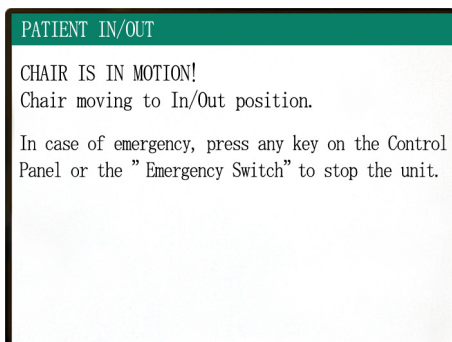 PATIENT IN/OUT
CHAIR IS IN MOTION!
Chair moving to In/Out position.
In case of emergency, press any key on the Control
Panel or the ” Emergency Switch” to stop the unit.